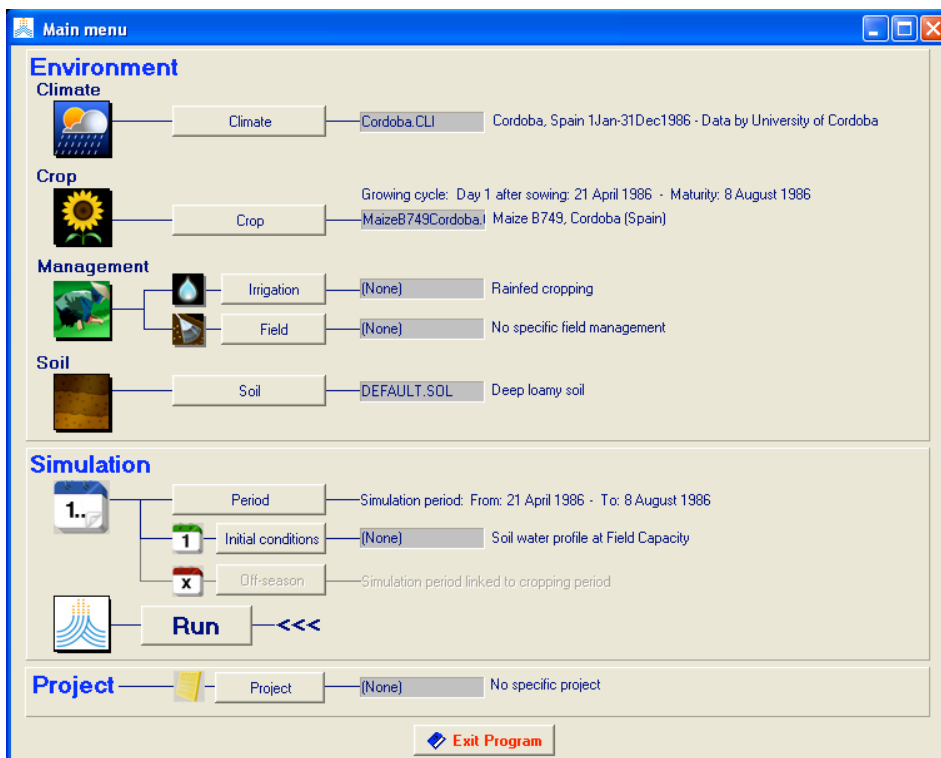 Main menu
Environment
Climate
Climate Cordoba.CLI Cordoba, Spain 1Jan-31Dec1986 - Data by University of Cordoba
Crop
Growing cycle: Day 1 after sowing: 21 April 1986 - Maturity: 8 August 1986
Crop MaizeB749Cordoba. Maize B749, Cordoba (Spain)
Management
Irrigation (None) Rainfed cropping
Field (None) No specific field management
Soil
Soil DEFAULT.SOL Deep loamy soil
Simulation
1..
Period Simulation period: From: 21 April 1986 - To: 8 August 1986
1 Initial conditions (None) Soil water profile at Field Capacity
x Off-season Simulation period linked to cropping period
Run <<<
Project Project (None) No specific project
Exit Program